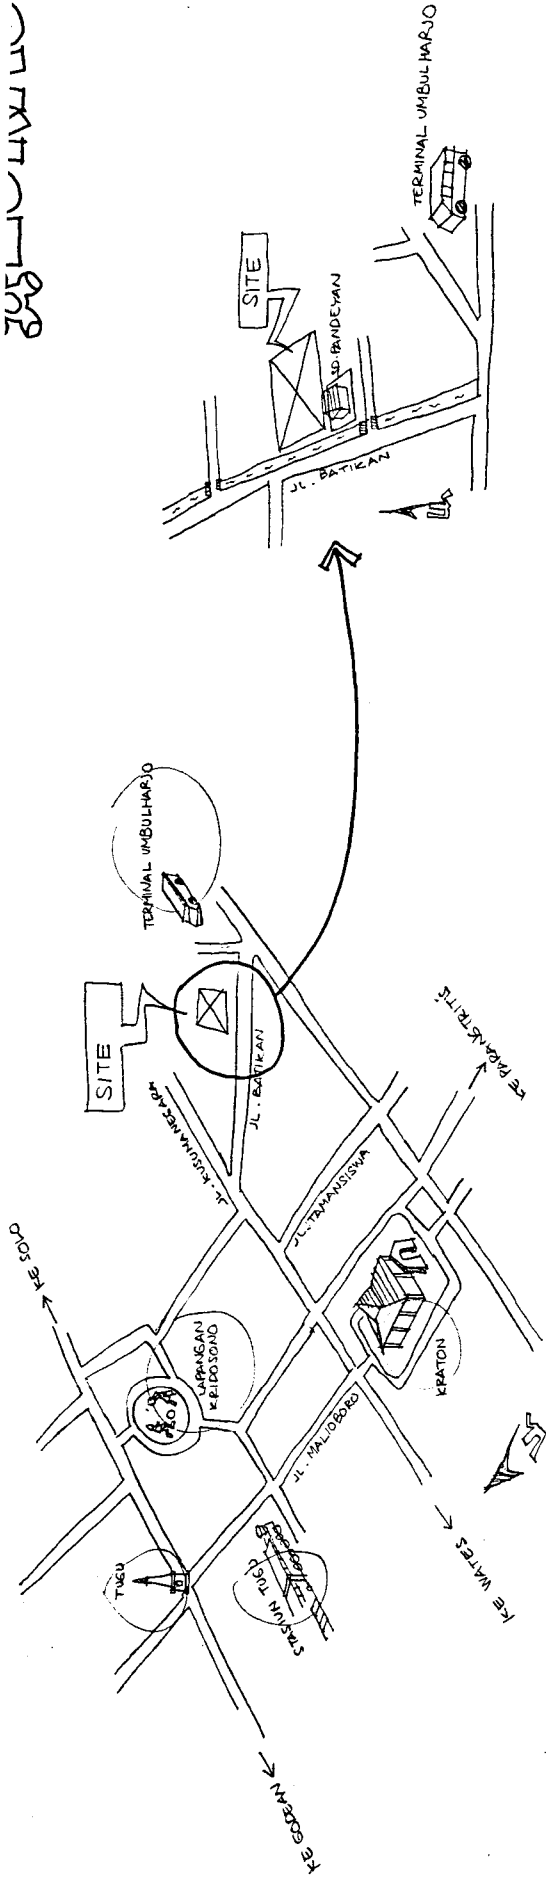 KE GODEAN
TUGU
STASIUN TUGU
KE WATES
LAPANGAN
KRIDOSONO
JL. MALIOBORO
KRATON
KE SOLO
JL. KUSUMANEGARA
JL. TAMANSISWA
KE PARANGTRITIS
SITE
JL. BATIKAN
TERMINAL UMBULHARJO
SITE
SD. PANDEYAN
JL. BATIKAN
TERMINAL UMBULHARJO